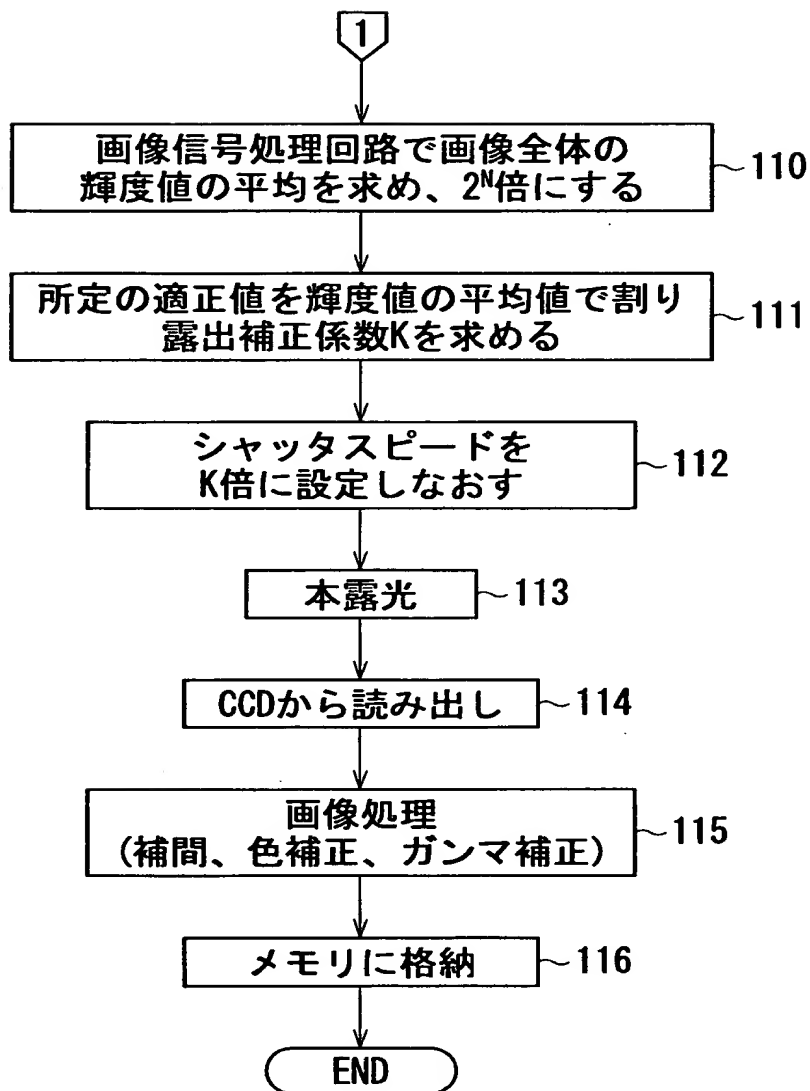 1
画像信号処理回路で画像全体の
輝度値の平均を求め、2ᴺ倍にする
110
所定の適正値を輝度値の平均値で割り
露出補正係数Kを求める
111
シャッタスピードを
K倍に設定しなおす
112
本露光
113
CCDから読み出し
114
画像処理
(補間、色補正、ガンマ補正)
115
メモリに格納
116
END